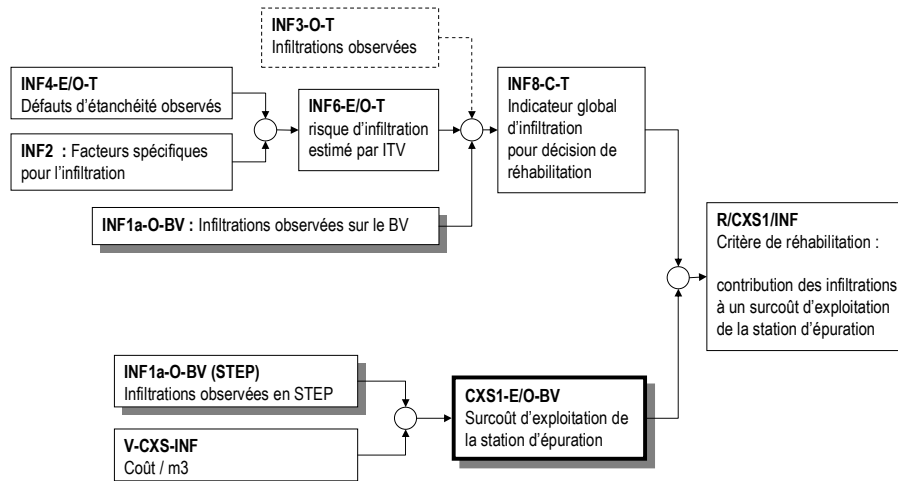 INF3-O-T
Infiltrations observées
INF4-E/O-T
Défauts d'étanchéité observés
INF2 : Facteurs spécifiques
pour l'infiltration
INF6-E/O-T
risque d'infiltration
estimé par ITV
INF8-C-T
Indicateur global
d'infiltration
pour décision de
réhabilitation
INF1a-O-BV : Infiltrations observées sur le BV
R/CXS1/INF
Critère de réhabilitation :
contribution des infiltrations
à un surcoût d'exploitation
de la station d'épuration
INF1a-O-BV (STEP)
Infiltrations observées en STEP
V-CXS-INF
Coût / m3
CXS1-E/O-BV
Surcoût d'exploitation de
la station d'épuration